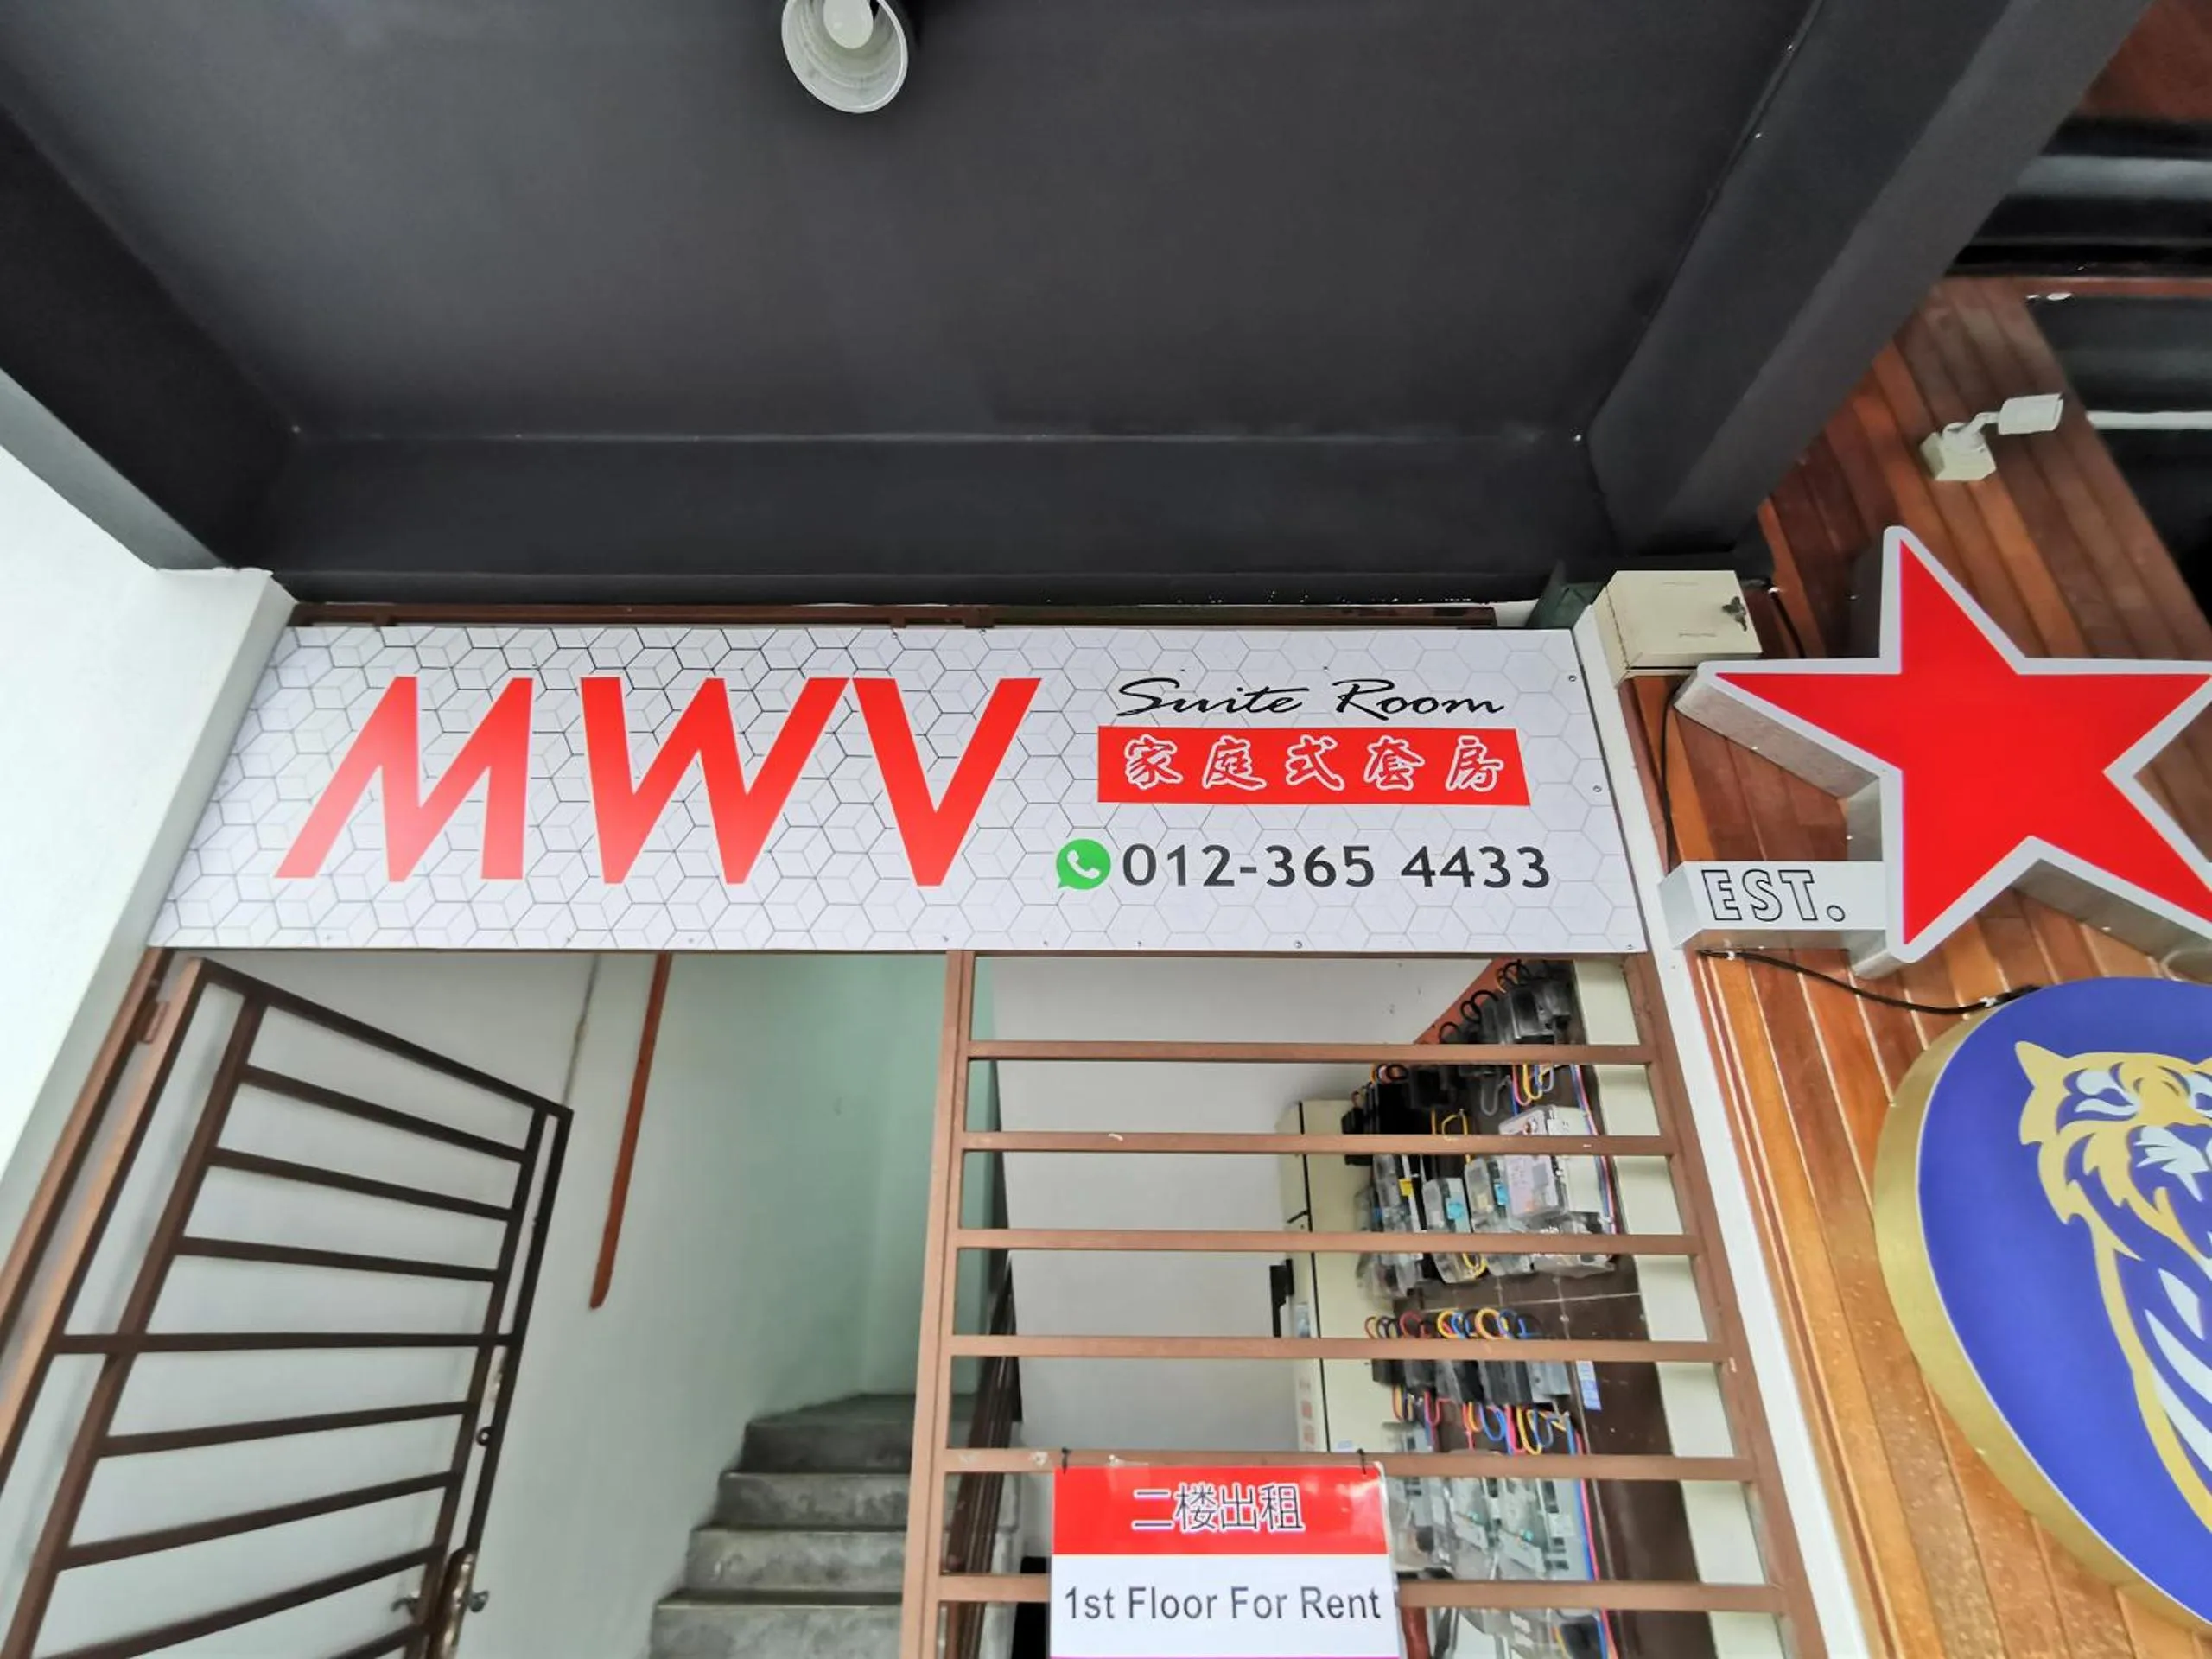 MWV
Suite Room
家庭式套房
012-365 4433
EST.
二楼出租
1st Floor For Rent